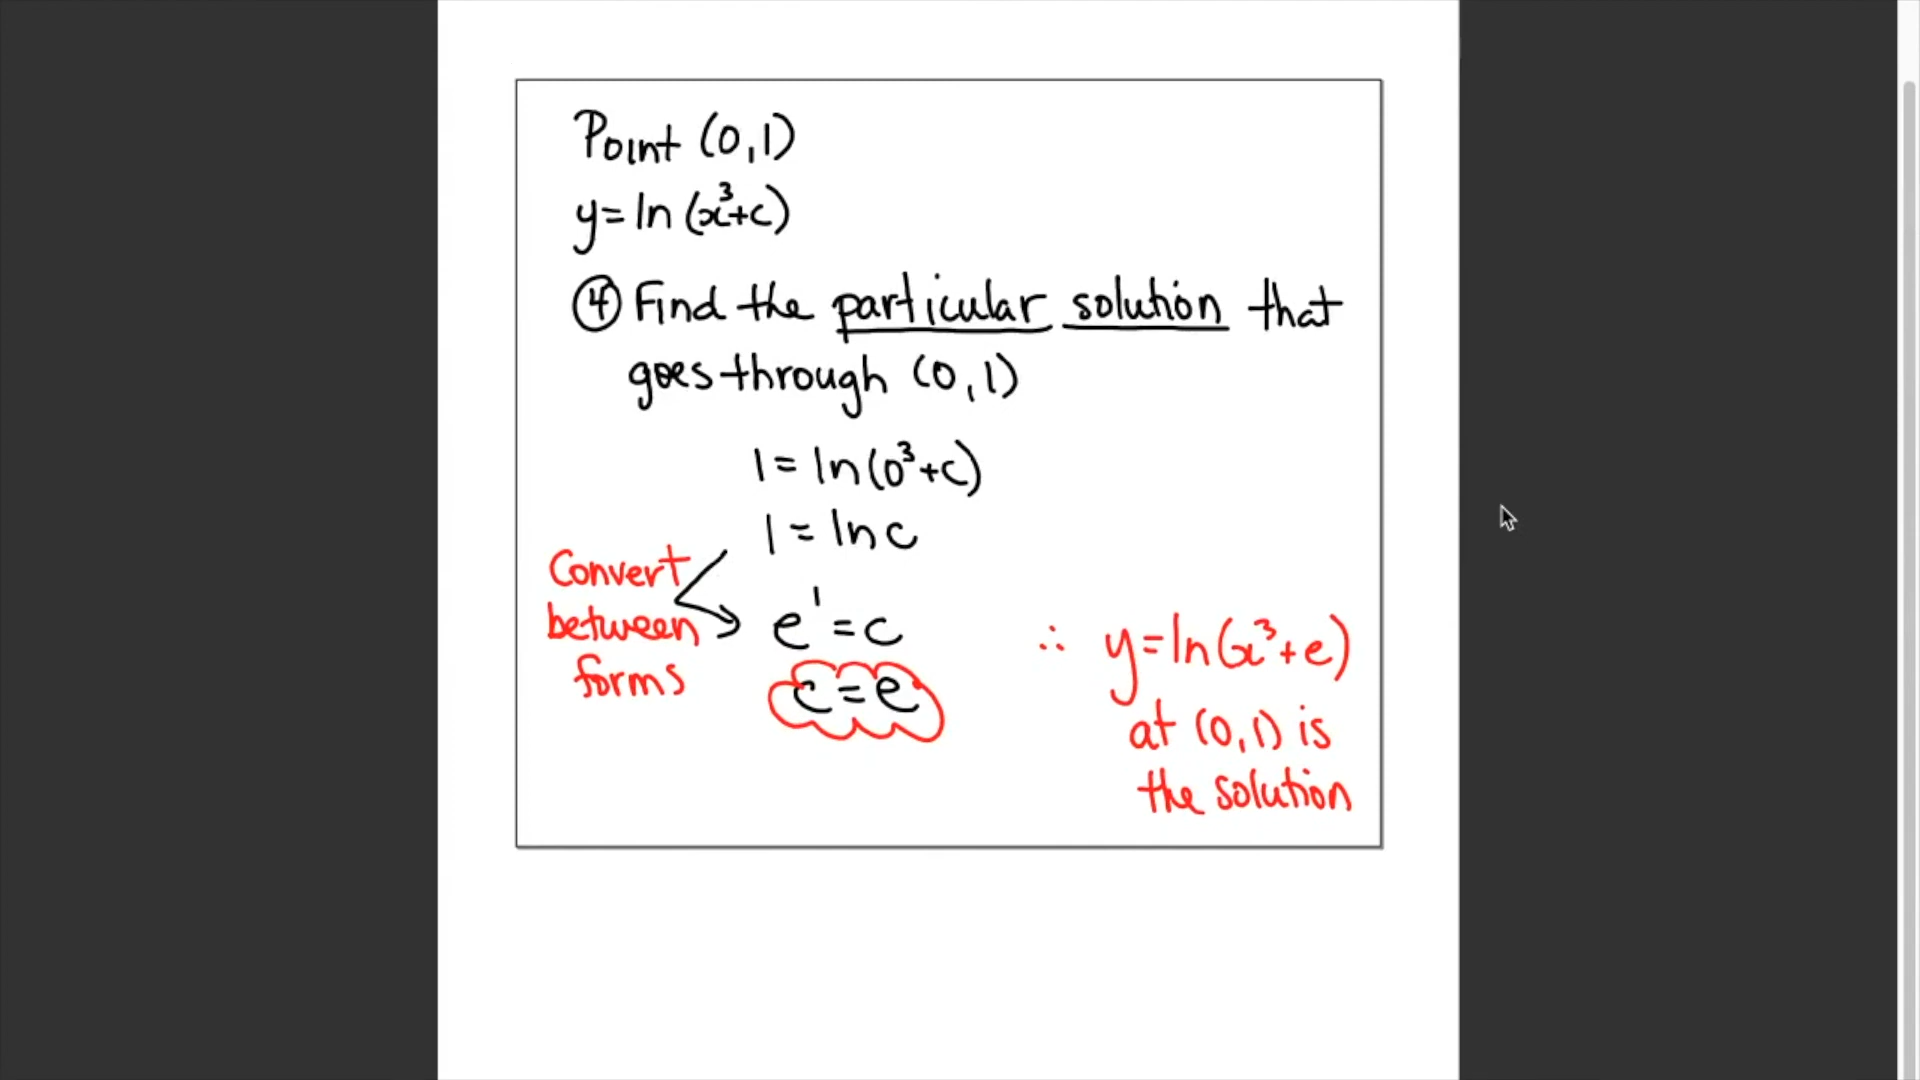 Point (0,1)
y=ln(x³+c)
④ Find the particular solution that
goes through (0,1)
1 = ln(0³+c)
1 = ln c
Convert
between
forms
e¹ = c
c = e
∴ y=ln(x³+e)
at (0,1) is
the solution